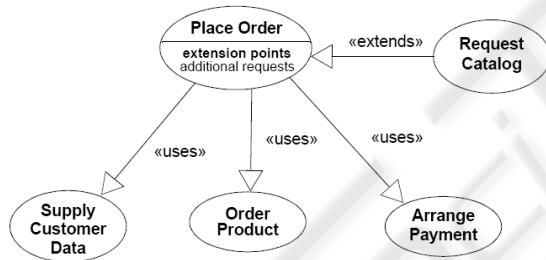 Place Order
extension points
additional requests
«extends»
Request
Catalog
«uses»
«uses»
«uses»
Supply
Customer
Data
Order
Product
Arrange
Payment